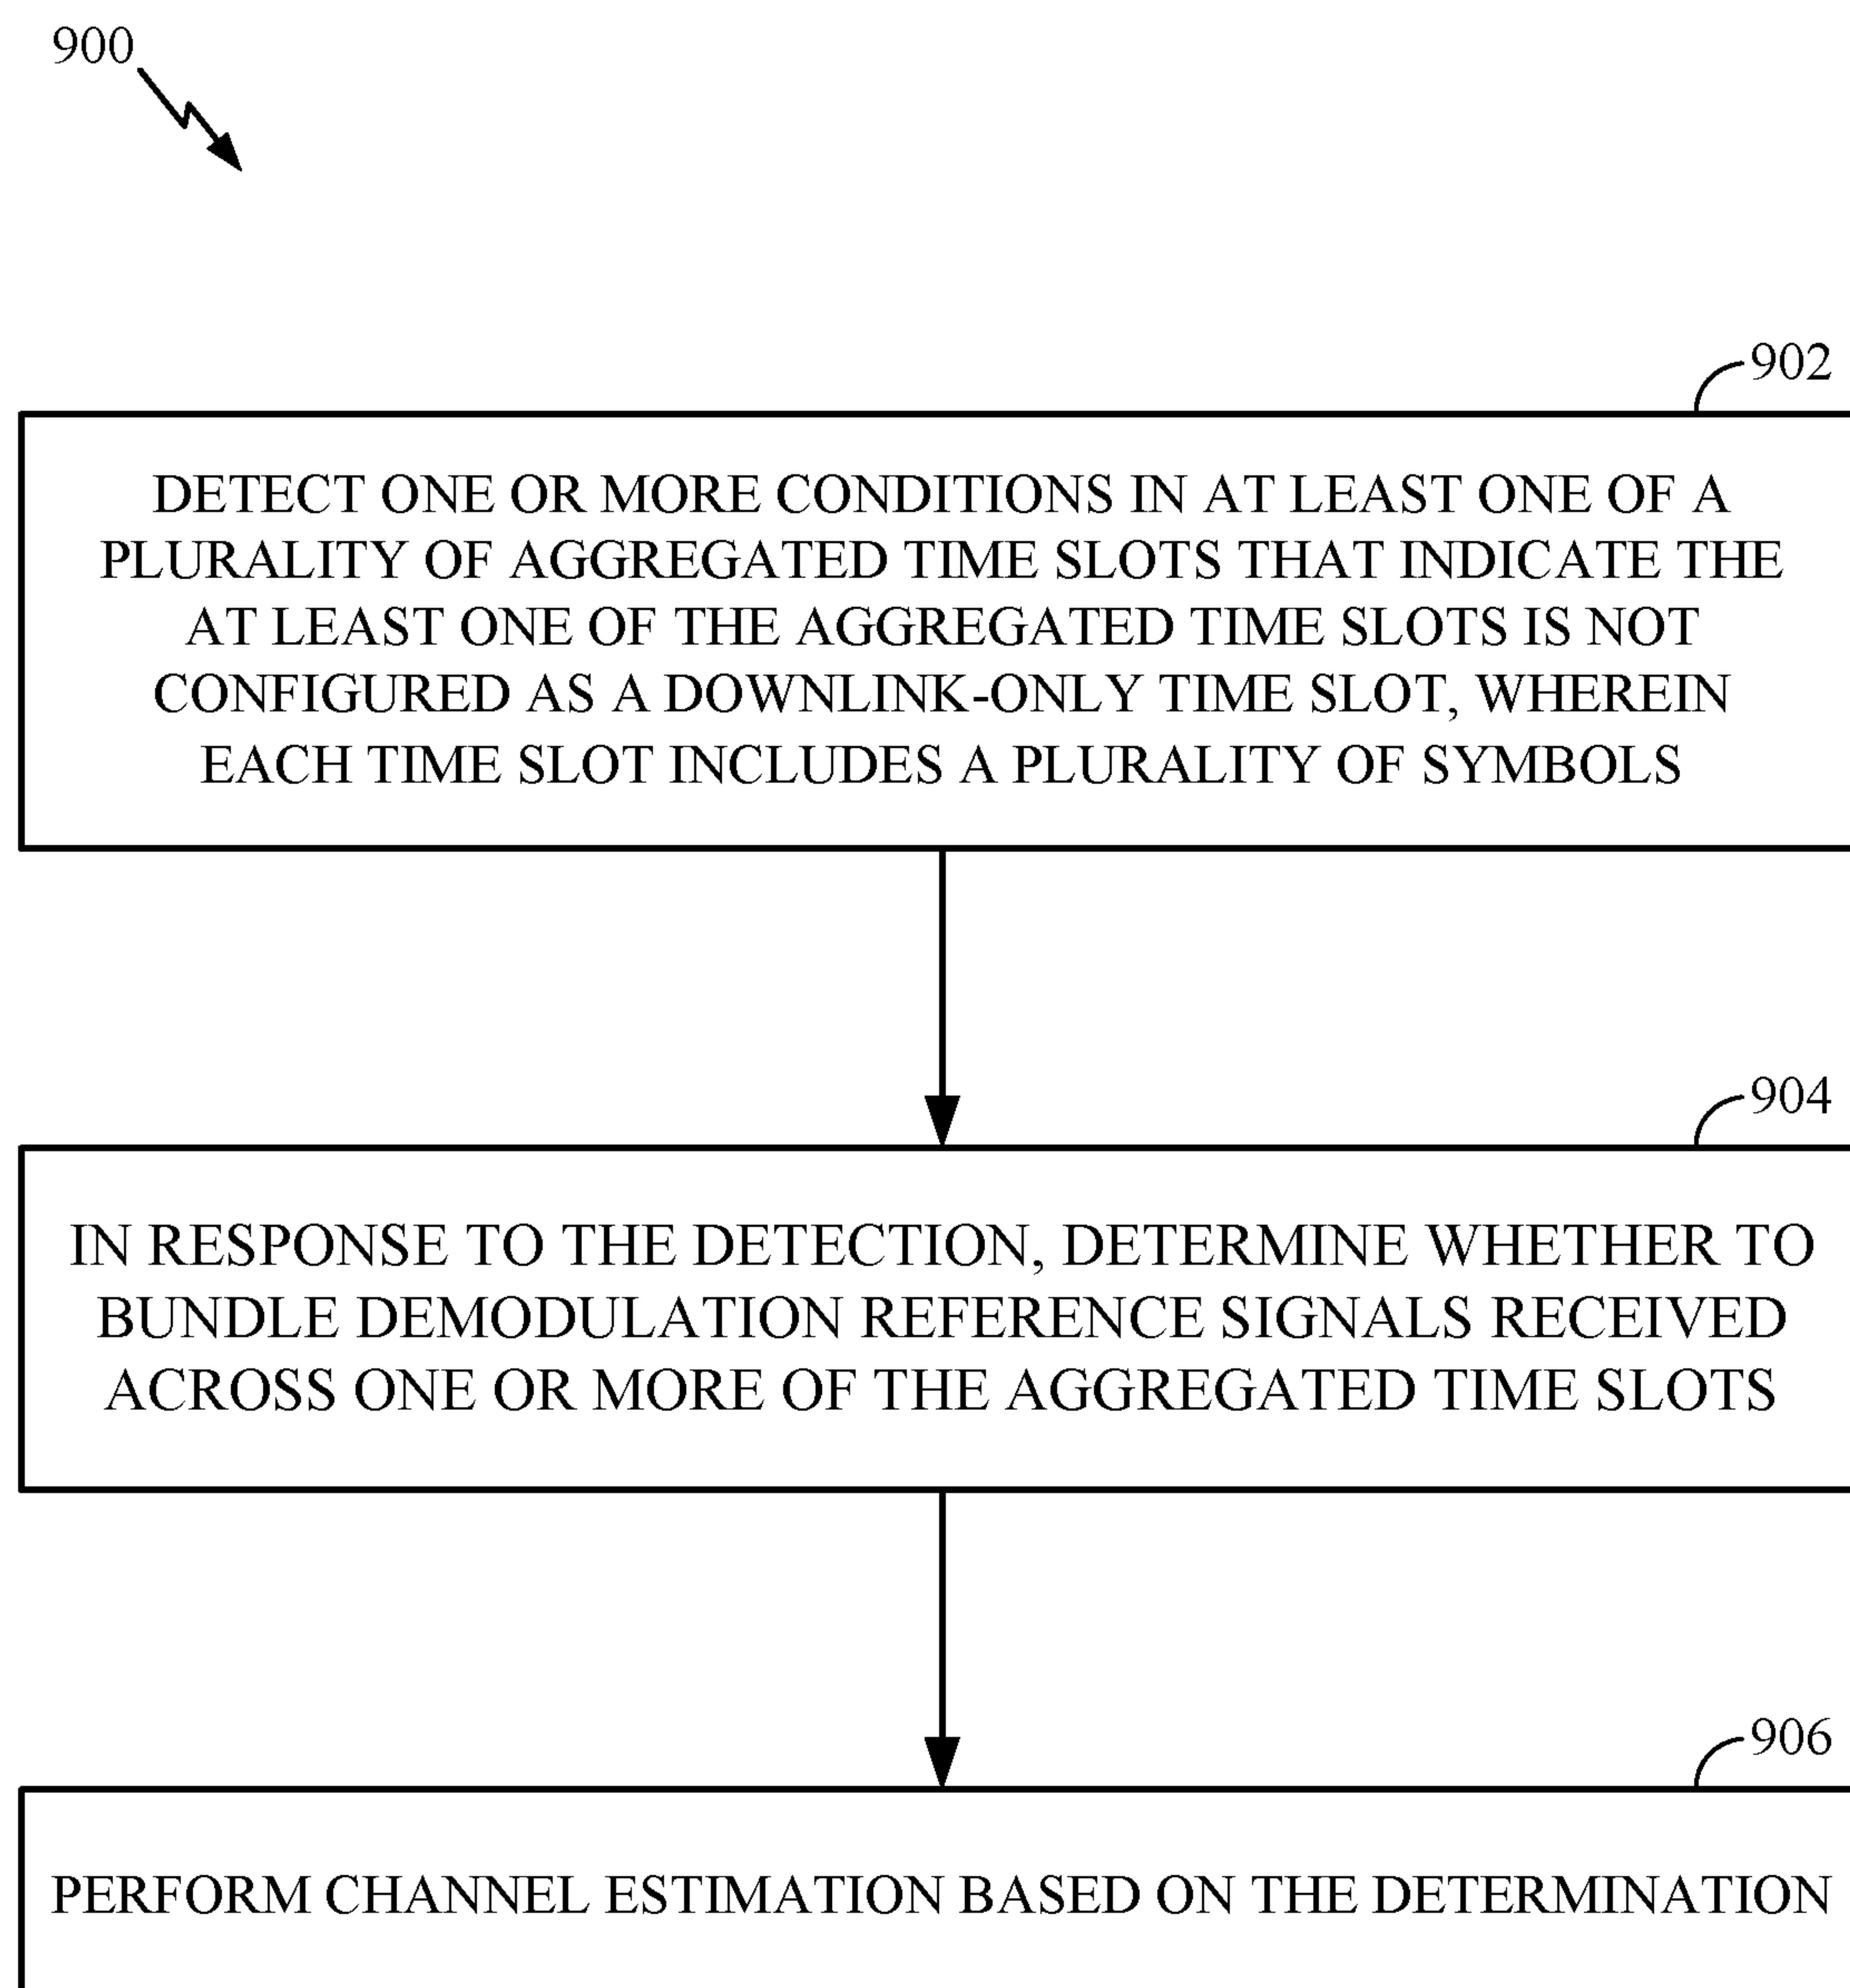 900
902
DETECT ONE OR MORE CONDITIONS IN AT LEAST ONE OF A
PLURALITY OF AGGREGATED TIME SLOTS THAT INDICATE THE
AT LEAST ONE OF THE AGGREGATED TIME SLOTS IS NOT
CONFIGURED AS A DOWNLINK-ONLY TIME SLOT, WHEREIN
EACH TIME SLOT INCLUDES A PLURALITY OF SYMBOLS
904
IN RESPONSE TO THE DETECTION, DETERMINE WHETHER TO
BUNDLE DEMODULATION REFERENCE SIGNALS RECEIVED
ACROSS ONE OR MORE OF THE AGGREGATED TIME SLOTS
906
PERFORM CHANNEL ESTIMATION BASED ON THE DETERMINATION